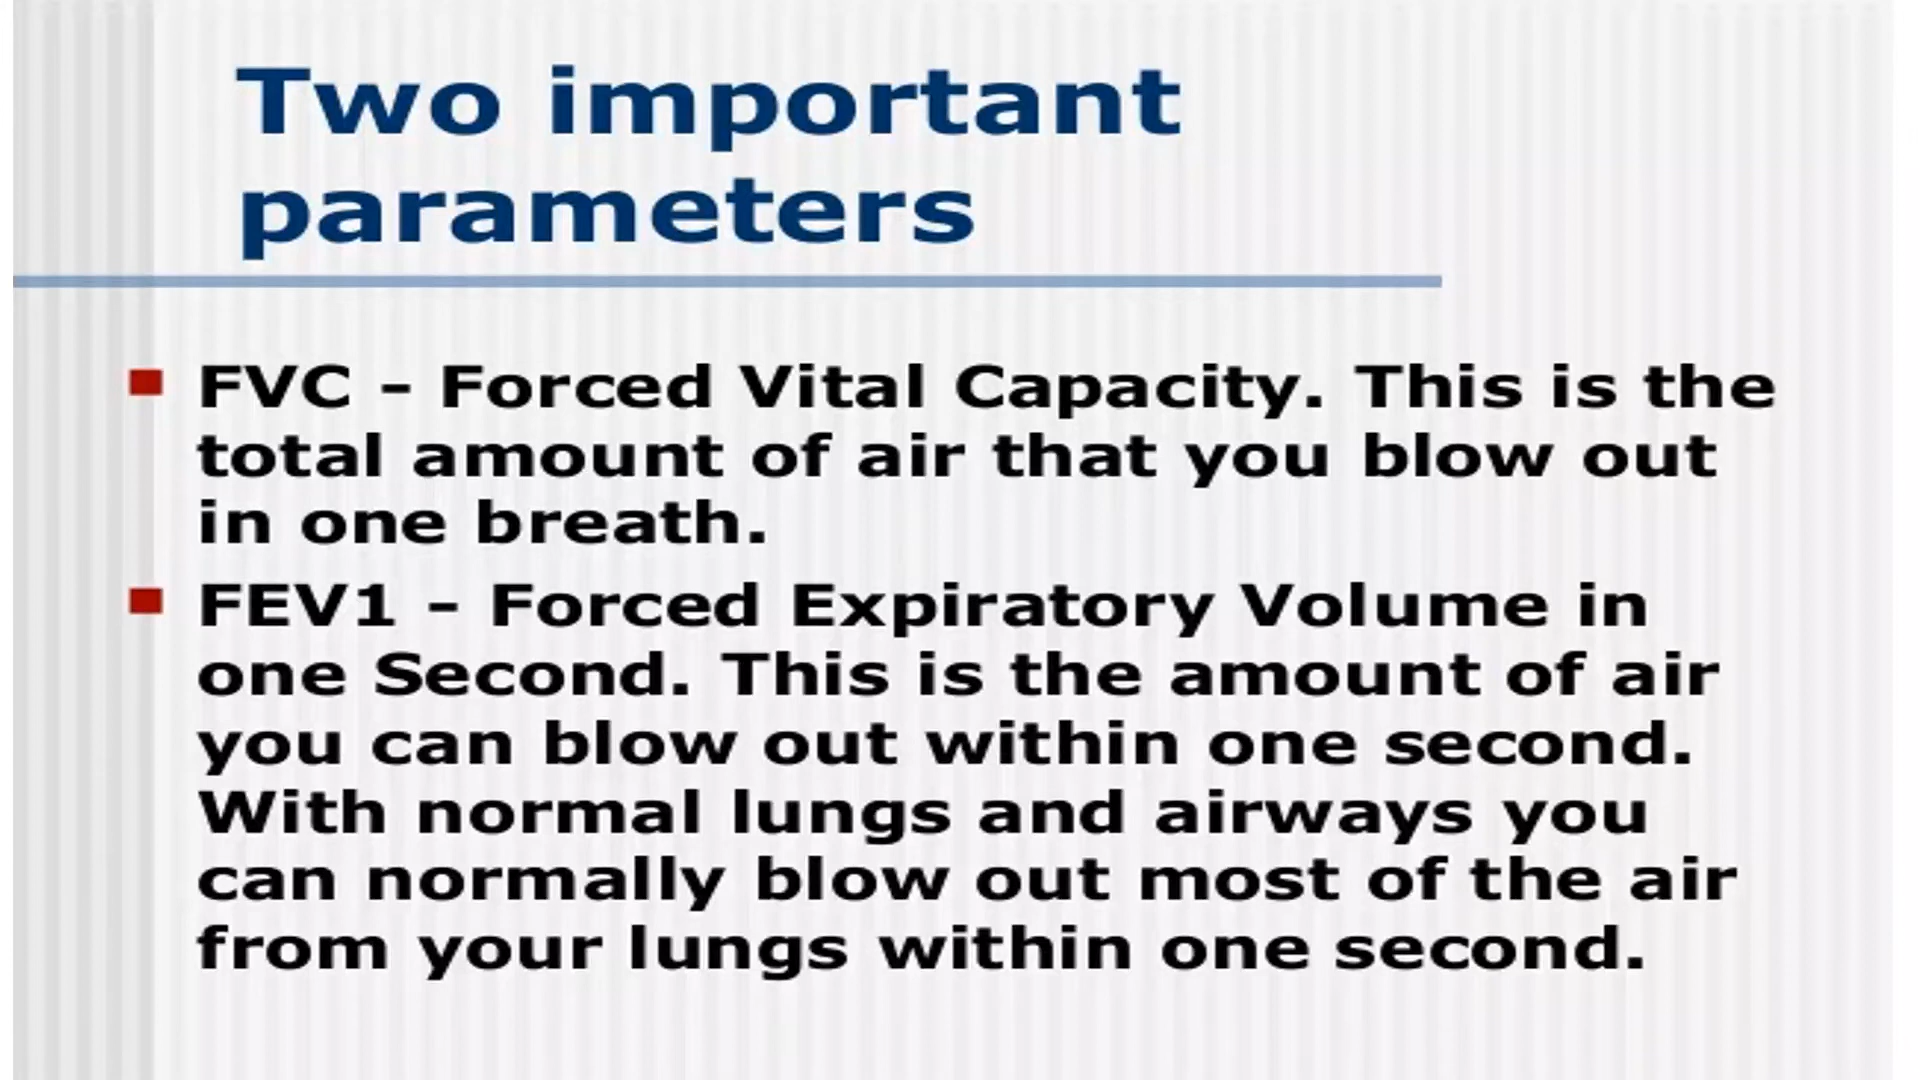 Two important
parameters
FVC - Forced Vital Capacity. This is the
total amount of air that you blow out
in one breath.
FEV1 - Forced Expiratory Volume in
one Second. This is the amount of air
you can blow out within one second.
With normal lungs and airways you
can normally blow out most of the air
from your lungs within one second.